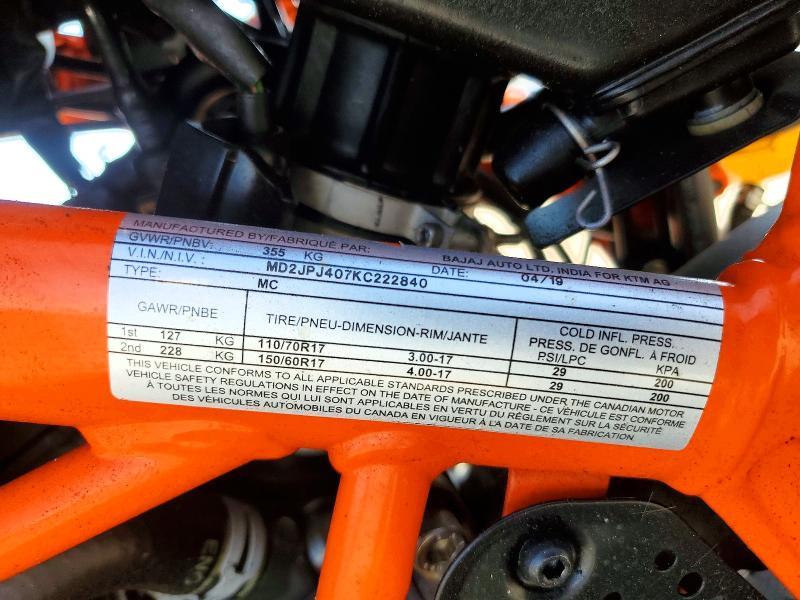 MANUFACTURED BY/FABRIQUÉ PAR: BAJAJ AUTO LTD. INDIA FOR KTM AG
GVWR/PNBV: 355 KG DATE: 04/19
V.I.N./N.I.V. : MD2JPJ407KC222840
TYPE: MC
GAWR/PNBE TIRE/PNEU-DIMENSION-RIM/JANTE COLD INFL. PRESS.
PRESS. DE GONFL. À FROID
PSI/LPC KPA
1st 127 KG 110/70R17 3.00-17 29 200
2nd 228 KG 150/60R17 4.00-17 29 200
THIS VEHICLE CONFORMS TO ALL APPLICABLE STANDARDS PRESCRIBED UNDER THE CANADIAN MOTOR
VEHICLE SAFETY REGULATIONS IN EFFECT ON THE DATE OF MANUFACTURE - CE VÉHICULE EST CONFORME
À TOUTES LES NORMES QUI LUI SONT APPLICABLES EN VERTU DU RÈGLEMENT SUR LA SÉCURITÉ
DES VÉHICULES AUTOMOBILES DU CANADA EN VIGUEUR À LA DATE DE SA FABRICATION